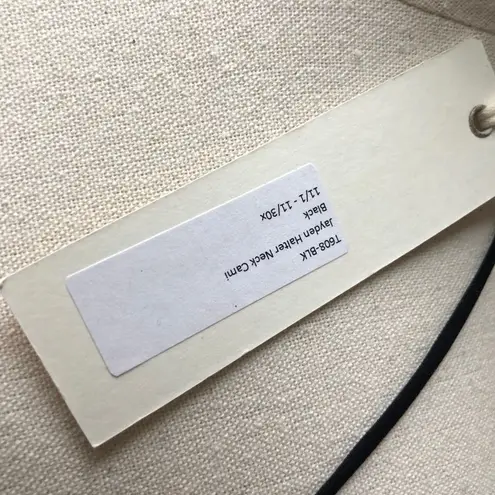 T608-BLK
Jayden Halter Neck Cami
Black
11/1 - 11/30x